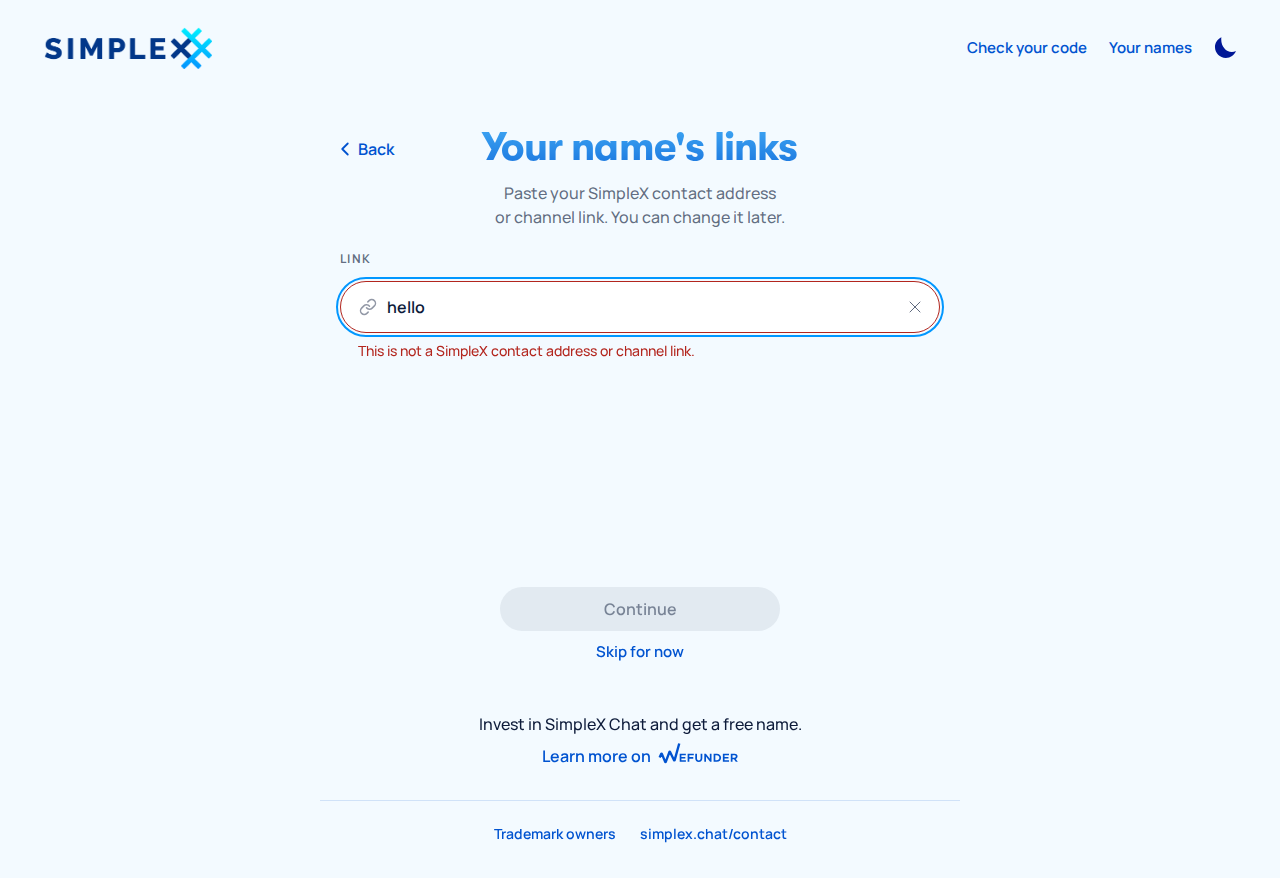 SIMPLEX
Check your code
Your names
Back
Your name's links
Paste your SimpleX contact address
or channel link. You can change it later.
LINK
hello
This is not a SimpleX contact address or channel link.
Continue
Skip for now
Invest in SimpleX Chat and get a free name.
Learn more on WEFUNDER
Trademark owners
simplex.chat/contact